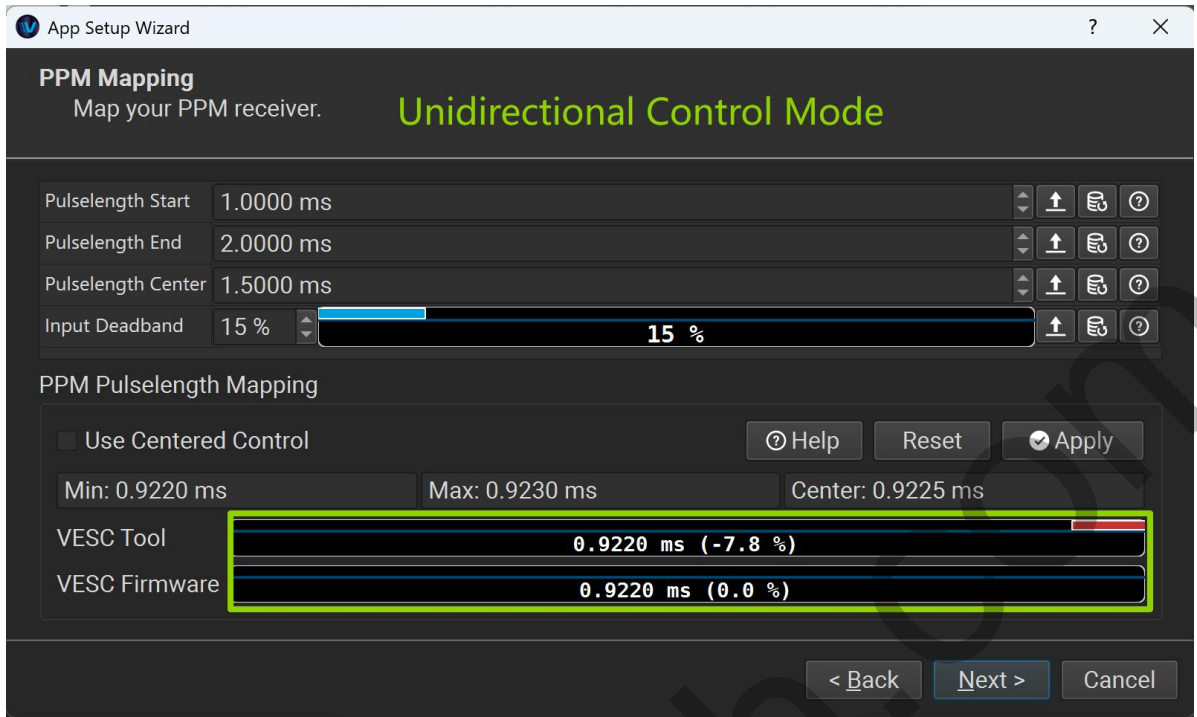 App Setup Wizard
?
PPM Mapping
Map your PPM receiver.
Unidirectional Control Mode
Pulselength Start 1.0000 ms
Pulselength End 2.0000 ms
Pulselength Center 1.5000 ms
Input Deadband 15 % 15 %
PPM Pulselength Mapping
Use Centered Control Help Reset Apply
Min: 0.9220 ms Max: 0.9230 ms Center: 0.9225 ms
VESC Tool 0.9220 ms (-7.8 %)
VESC Firmware 0.9220 ms (0.0 %)
< Back Next > Cancel